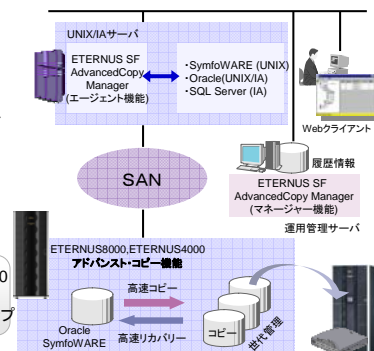 UNIX/IAサーバ
ETERNUS SF
AdvancedCopy
Manager
(エージェント機能)
・SymfoWARE (UNIX)
・Oracle(UNIX/IA)
・SQL Server (IA)
Webクライアント
履歴情報
ETERNUS SF
AdvancedCopy Manager
(マネージャー機能)
運用管理サーバ
SAN
ETERNUS8000,ETERNUS4000
アドバンスト・コピー機能
高速コピー
高速リカバリー
Oracle
SymfoWARE
コピー
世代管理
0
プ